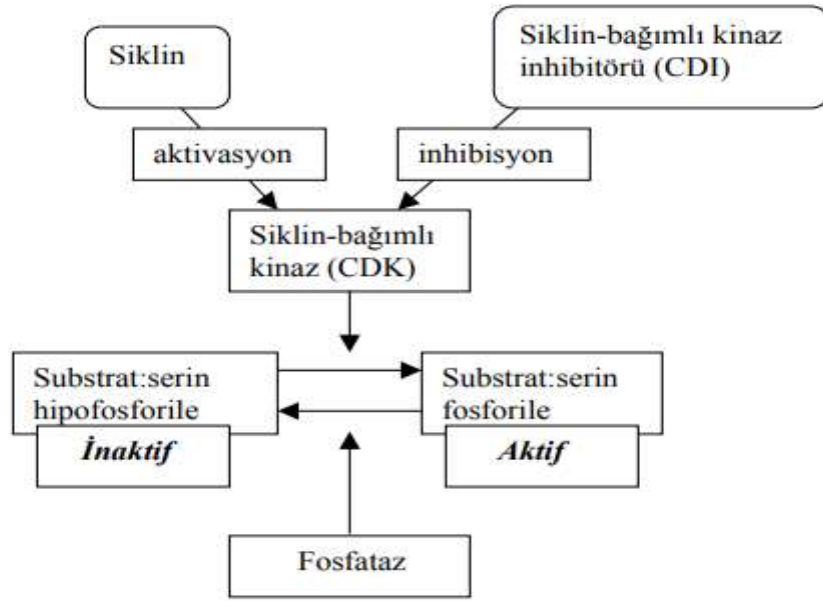 Siklin
Siklin-bağımlı kinaz
inhibitörü (CDI)
aktivasyon
inhibisyon
Siklin-bağımlı
kinaz (CDK)
Substrat:serin
hipofosforile
İnaktif
Substrat:serin
fosforile
Aktif
Fosfataz